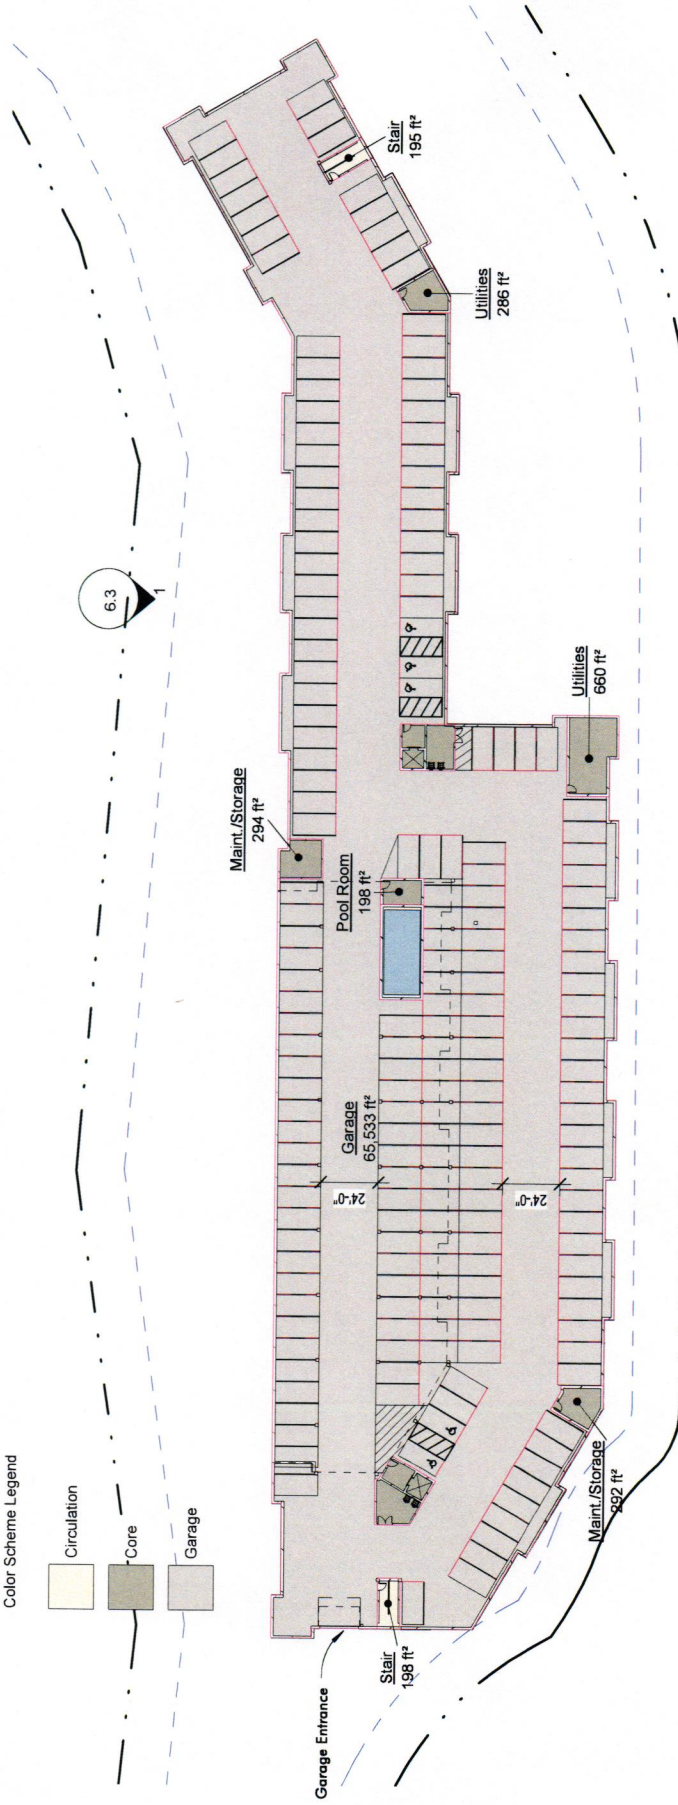 Color Scheme Legend
Circulation
Core
Garage
6.3
1
Stair
195 ft²
Utilities
286 ft²
Maint./Storage
294 ft²
Pool Room
198 ft²
Utilities
660 ft²
Garage
65,533 ft²
24'-0"
24'-0"
Maint./Storage
292 ft²
Stair
198 ft²
Garage Entrance